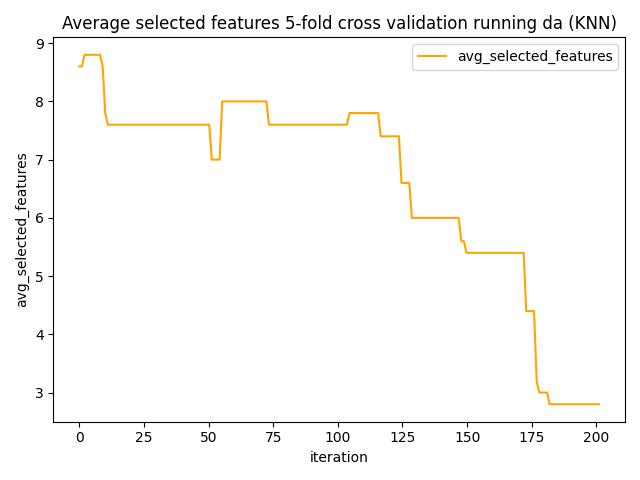 Average selected features 5-fold cross validation running da (KNN)
avg_selected_features
avg_selected_features
9
8
7
6
5
4
3
0 25 50 75 100 125 150 175 200
iteration